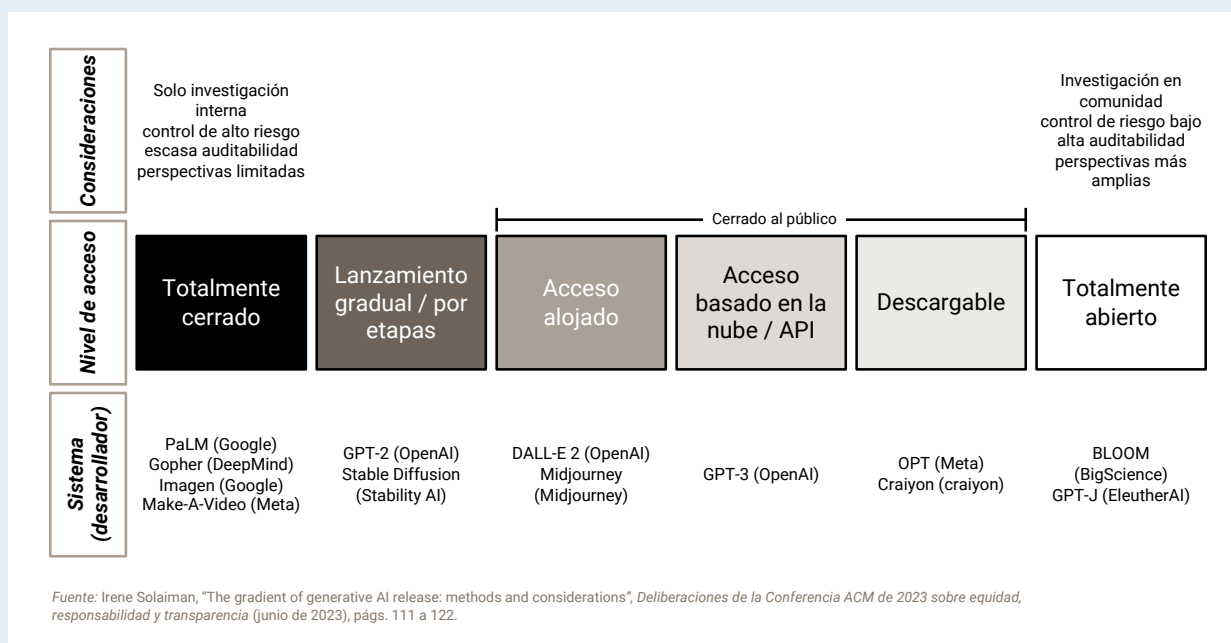 Consideraciones
Solo investigación
interna
control de alto riesgo
escasa auditabilidad
perspectivas limitadas
Investigación en
comunidad
control de riesgo bajo
alta auditabilidad
perspectivas más
amplias
Cerrado al público
Nivel de acceso
Totalmente
cerrado
Lanzamiento
gradual / por
etapas
Acceso
alojado
Acceso
basado en la
nube / API
Descargable
Totalmente
abierto
Sistema
(desarrollador)
PaLM (Google)
Gopher (DeepMind)
Imagen (Google)
Make-A-Video (Meta)
GPT-2 (OpenAI)
Stable Diffusion
(Stability AI)
DALL-E 2 (OpenAI)
Midjourney
(Midjourney)
GPT-3 (OpenAI)
OPT (Meta)
Craiyon (craiyon)
BLOOM
(BigScience)
GPT-J (EleutherAI)
Fuente: Irene Solaiman, “The gradient of generative AI release: methods and considerations”, Deliberaciones de la Conferencia ACM de 2023 sobre equidad,
responsabilidad y transparencia (junio de 2023), págs. 111 a 122.